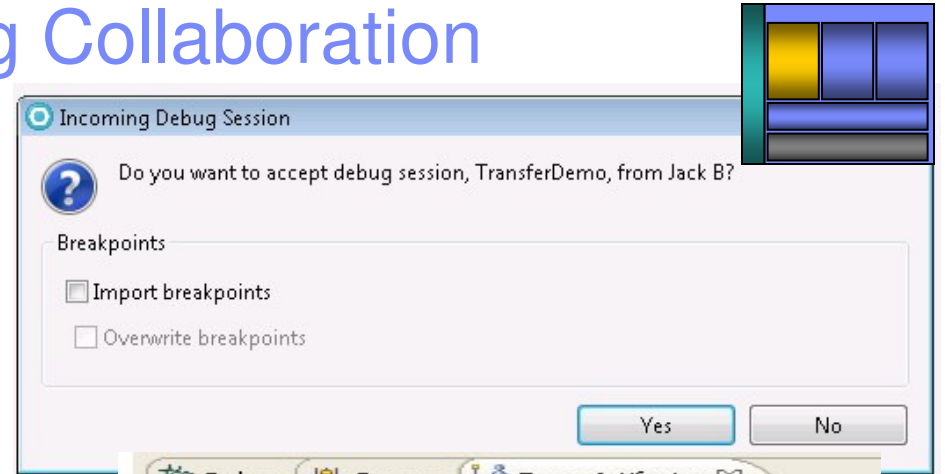 g Collaboration
Incoming Debug Session
Do you want to accept debug session, TransferDemo, from Jack B?
Breakpoints
Import breakpoints
Overwrite breakpoints
Yes No